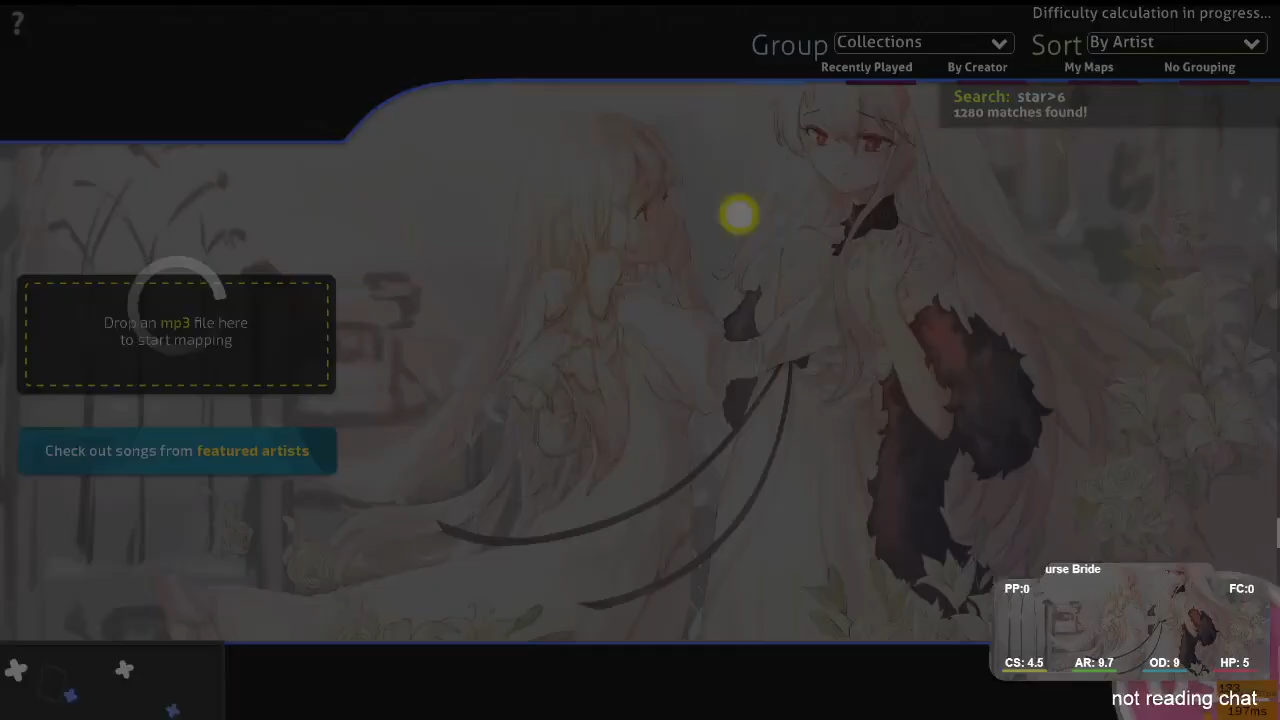 ?
Difficulty calculation in progress...
Group Collections Sort By Artist
Recently Played By Creator My Maps No Grouping
Search: star>6
1280 matches found!
Drop an mp3 file here
to start mapping
Check out songs from featured artists
urse Bride
PP:0 FC:0
CS: 4.5 AR: 9.7 OD: 9 HP: 5
not reading chat
197ms